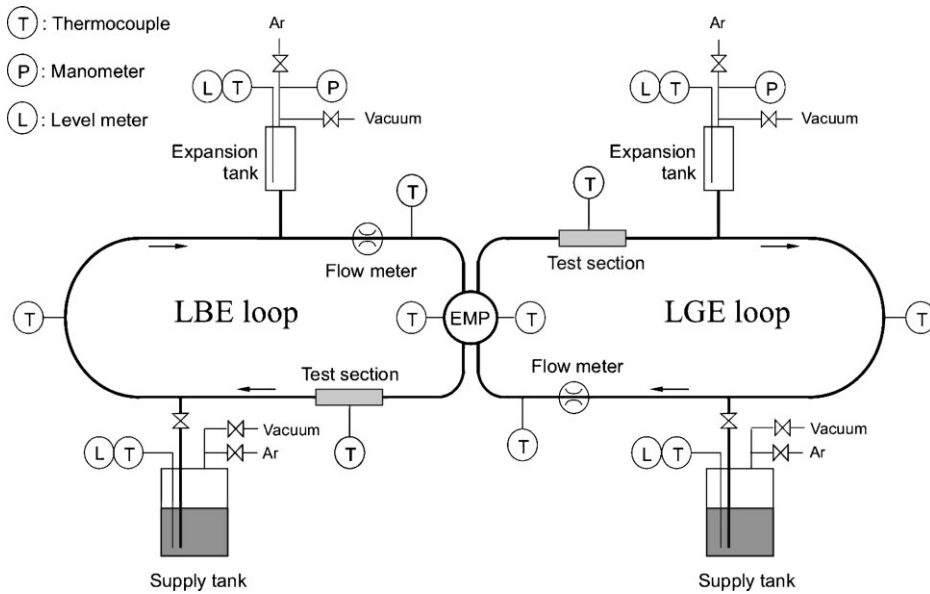 T : Thermocouple
P : Manometer
L : Level meter
Ar
L T P
Vacuum
Expansion
tank
T
Flow meter
Ar
L T P
Vacuum
Expansion
tank
T
Test section
T
LBE loop
T EMP T
LGE loop
T
Test section
T
Flow meter
T
Vacuum
Ar
L T
Supply tank
Vacuum
Ar
L T
Supply tank